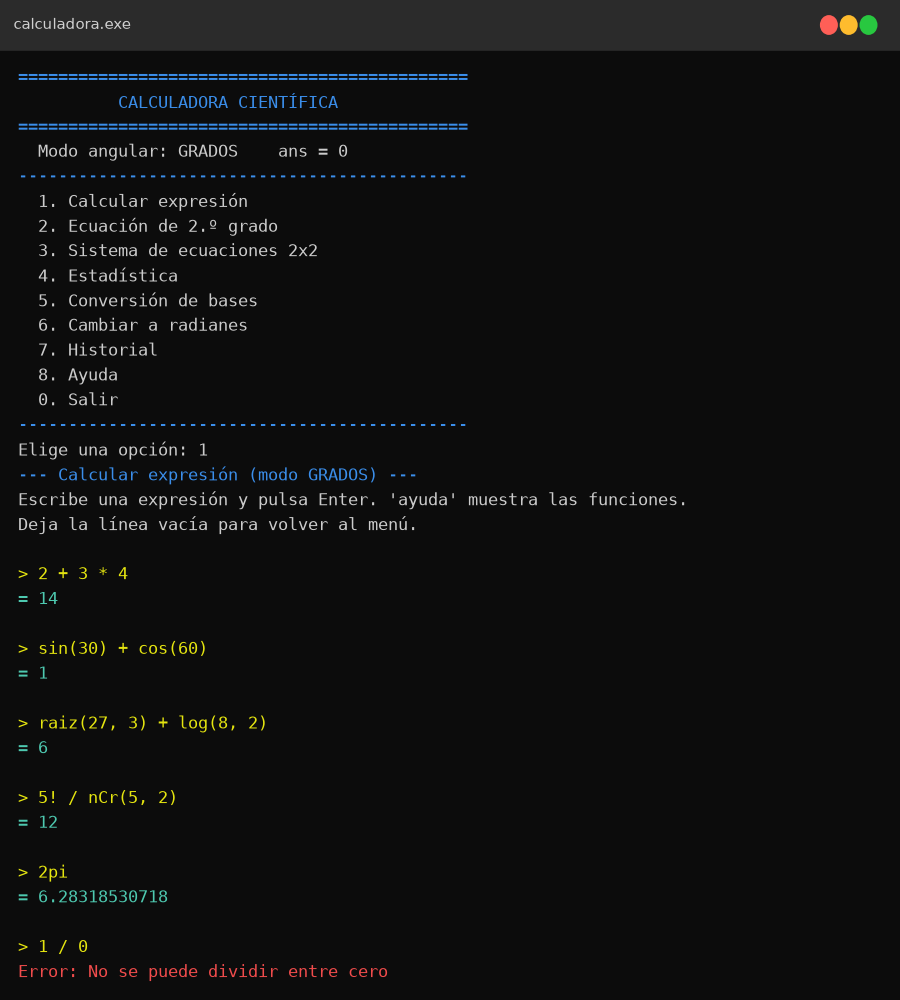 calculadora.exe
=============================================
CALCULADORA CIENTÍFICA
=============================================
Modo angular: GRADOS    ans = 0
---------------------------------------------
1. Calcular expresión
2. Ecuación de 2.º grado
3. Sistema de ecuaciones 2x2
4. Estadística
5. Conversión de bases
6. Cambiar a radianes
7. Historial
8. Ayuda
0. Salir
---------------------------------------------
Elige una opción: 1
--- Calcular expresión (modo GRADOS) ---
Escribe una expresión y pulsa Enter. 'ayuda' muestra las funciones.
Deja la línea vacía para volver al menú.
> 2 + 3 * 4
= 14
> sin(30) + cos(60)
= 1
> raiz(27, 3) + log(8, 2)
= 6
> 5! / nCr(5, 2)
= 12
> 2pi
= 6.28318530718
> 1 / 0
Error: No se puede dividir entre cero